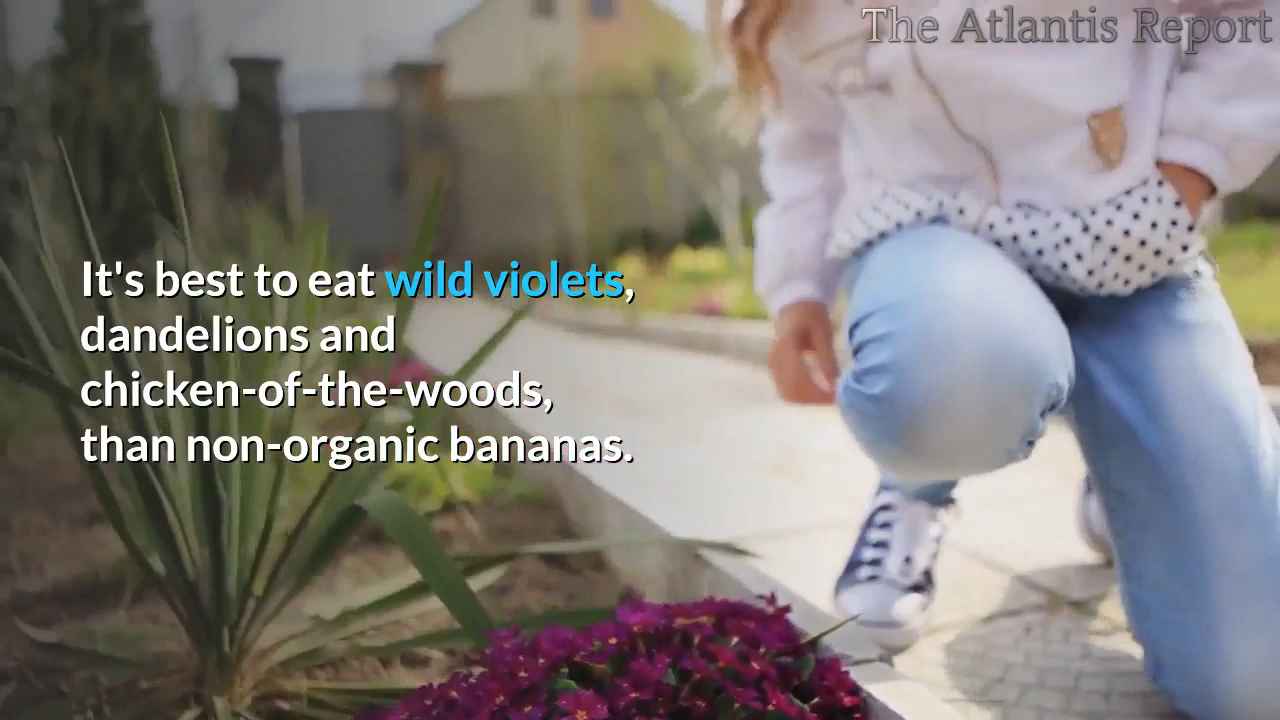 The Atlantis Report
It's best to eat wild violets,
dandelions and
chicken-of-the-woods,
than non-organic bananas.